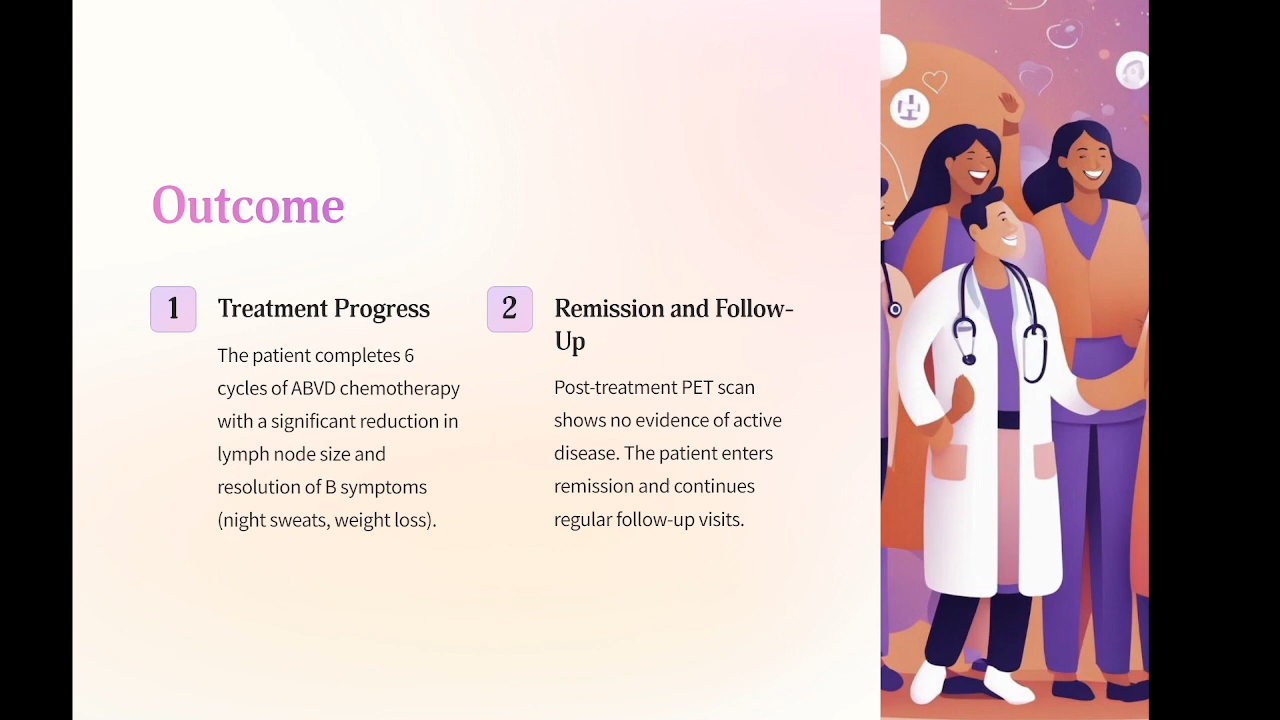 Outcome
1
Treatment Progress
The patient completes 6
cycles of ABVD chemotherapy
with a significant reduction in
lymph node size and
resolution of B symptoms
(night sweats, weight loss).
2
Remission and Follow-
Up
Post-treatment PET scan
shows no evidence of active
disease. The patient enters
remission and continues
regular follow-up visits.